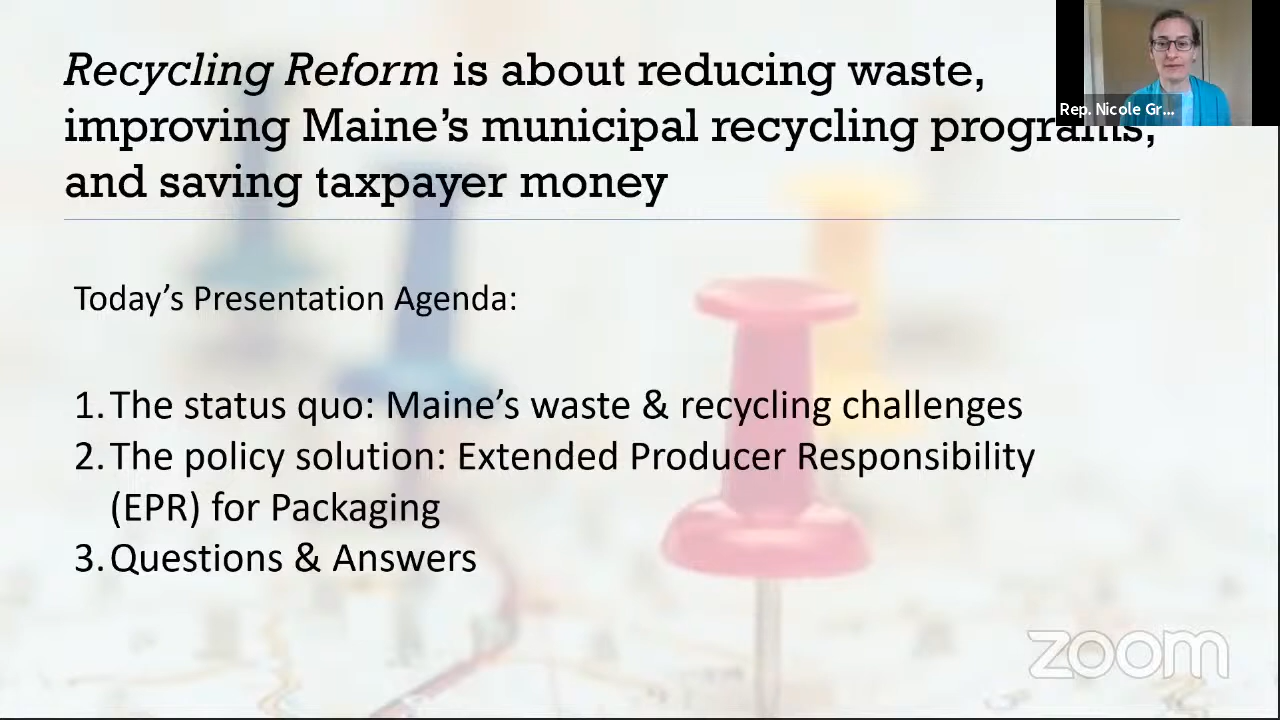 Recycling Reform is about reducing waste,
improving Maine's municipal recycling programs,
and saving taxpayer money
Rep. Nicole Gr...
Today's Presentation Agenda:
1. The status quo: Maine's waste & recycling challenges
2. The policy solution: Extended Producer Responsibility
(EPR) for Packaging
3. Questions & Answers
zoom